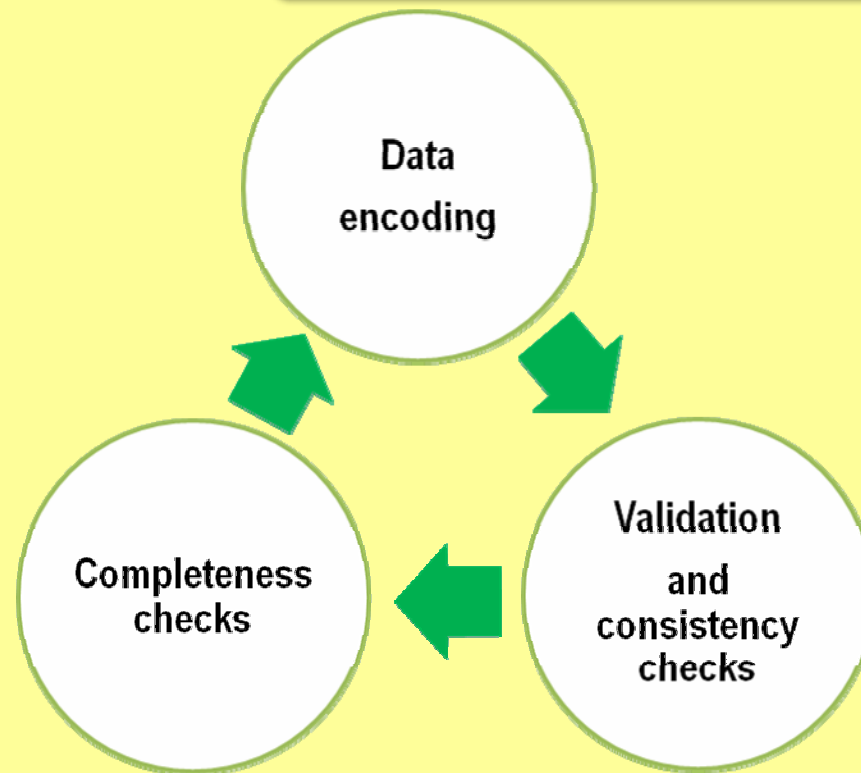 Data
encoding
Validation
and
consistency
checks
Completeness
checks